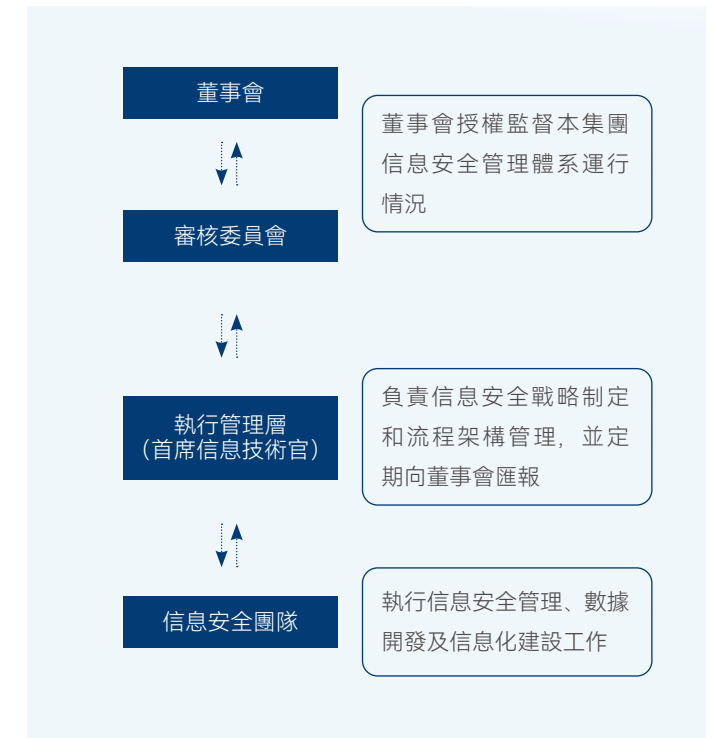 董事會
董事會授權監督本集團
信息安全管理體系運行
情況
審核委員會
執行管理層
（首席信息技術官）
負責信息安全戰略制定
和流程架構管理，並定
期向董事會匯報
信息安全團隊
執行信息安全管理、數據
開發及信息化建設工作